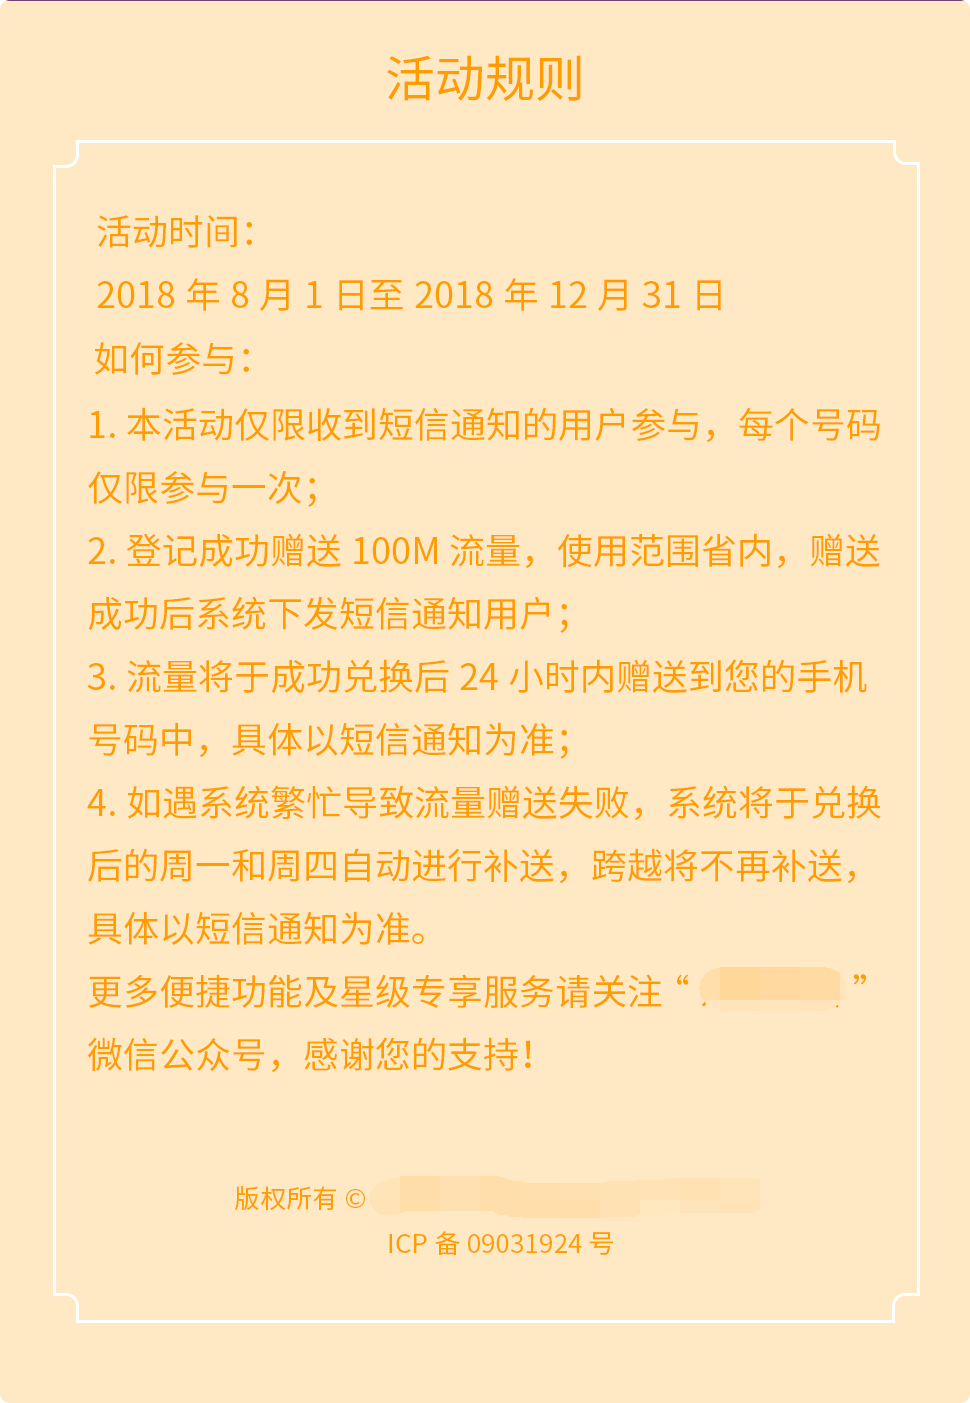 活动规则
活动时间：
2018 年 8 月 1 日至 2018 年 12 月 31 日
如何参与：
1. 本活动仅限收到短信通知的用户参与，每个号码
仅限参与一次；
2. 登记成功赠送 100M 流量，使用范围省内，赠送
成功后系统下发短信通知用户；
3. 流量将于成功兑换后 24 小时内赠送到您的手机
号码中，具体以短信通知为准；
4. 如遇系统繁忙导致流量赠送失败，系统将于兑换
后的周一和周四自动进行补送，跨越将不再补送，
具体以短信通知为准。
更多便捷功能及星级专享服务请关注 “ ”
微信公众号，感谢您的支持！
版权所有 ©
ICP 备 09031924 号